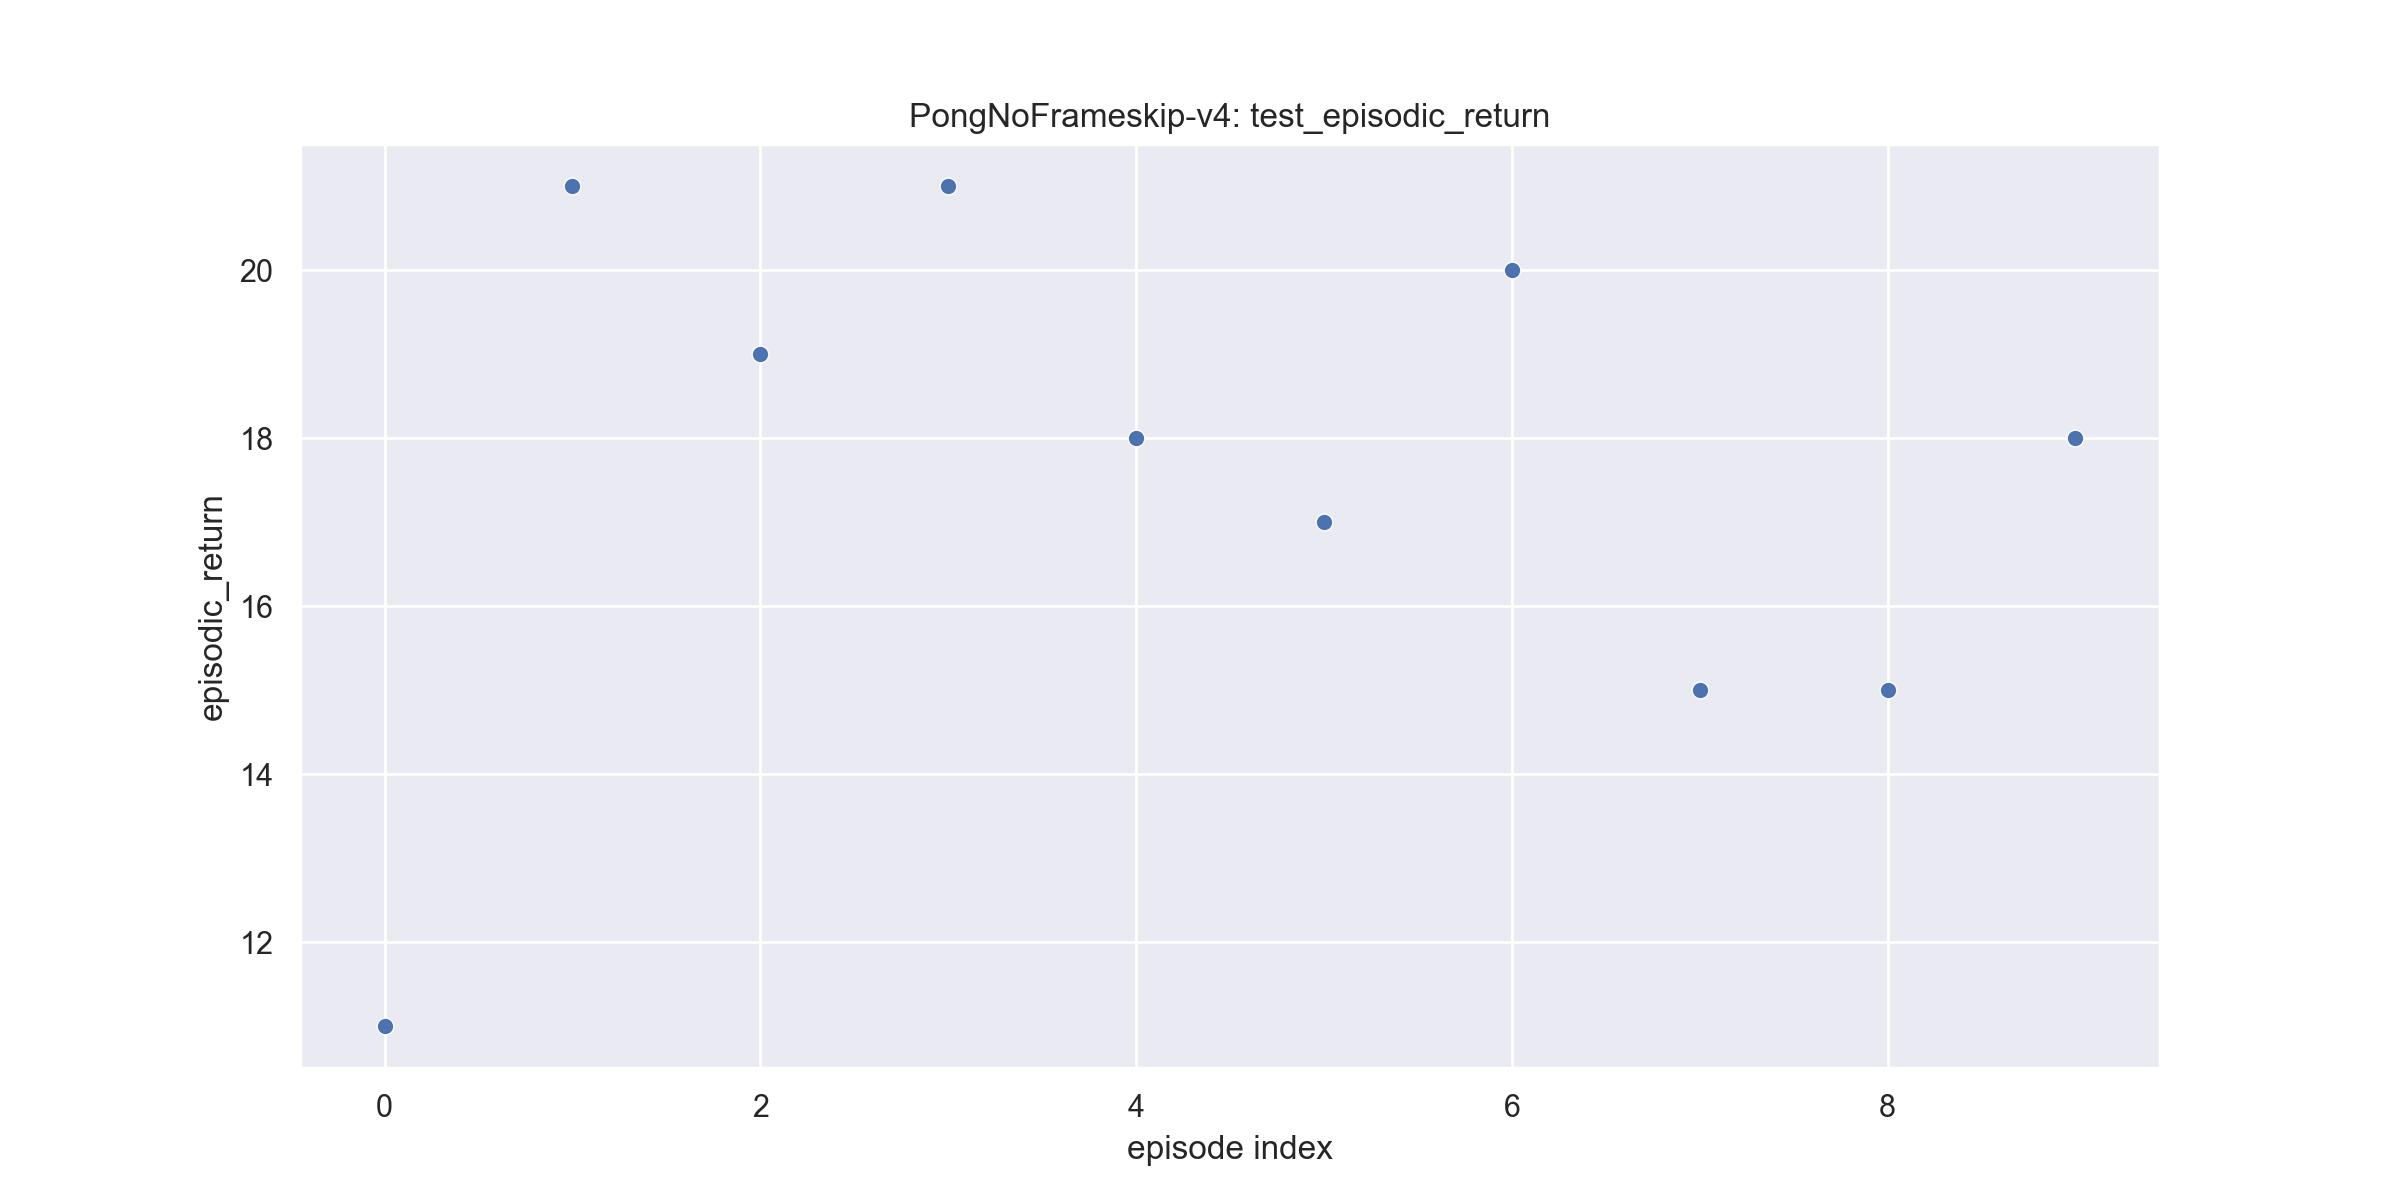 PongNoFrameskip-v4: test_episodic_return
episodic_return
20
18
16
14
12
0 2 4 6 8
episode index